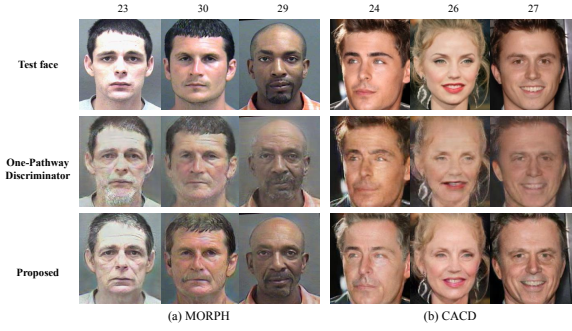 23 30 29 24 26 27
Test face
One-Pathway
Discriminator
Proposed
(a) MORPH (b) CACD